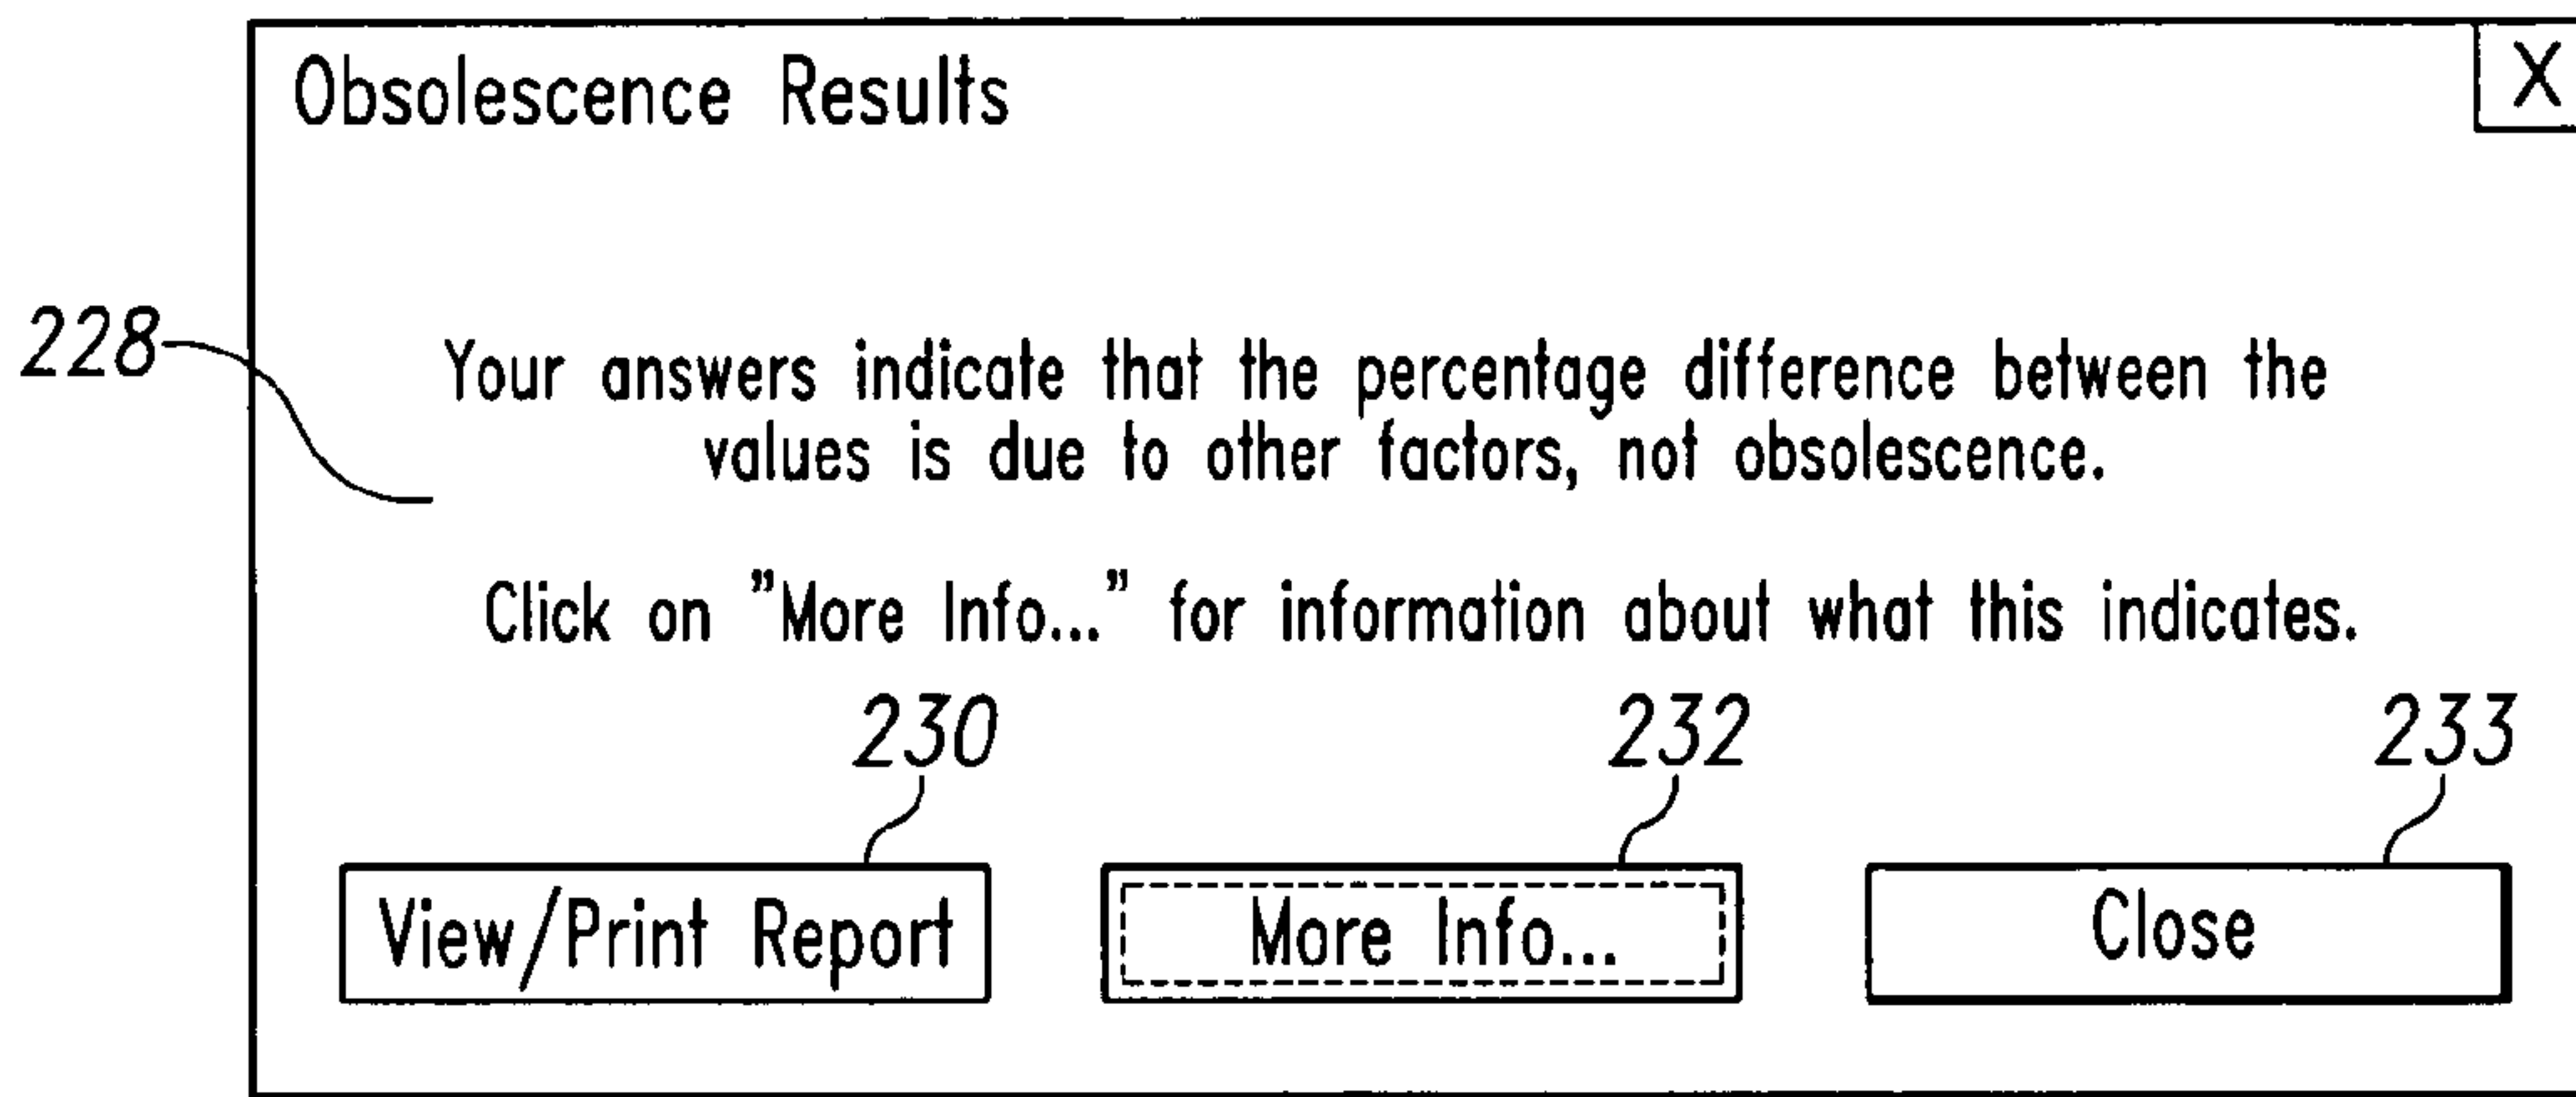 Obsolescence Results
X
228
Your answers indicate that the percentage difference between the
values is due to other factors, not obsolescence.
Click on "More Info..." for information about what this indicates.
230
232
233
View/Print Report
More Info...
Close